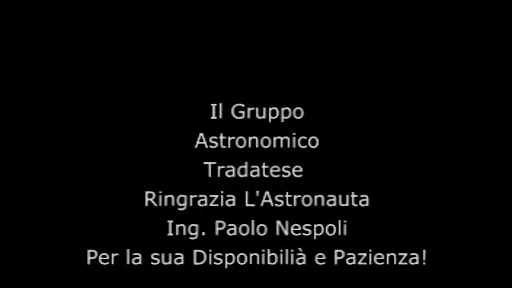 Il Gruppo
Astronomico
Tradatese
Ringrazia L'Astronauta
Ing. Paolo Nespoli
Per la sua Disponibilià e Pazienza!